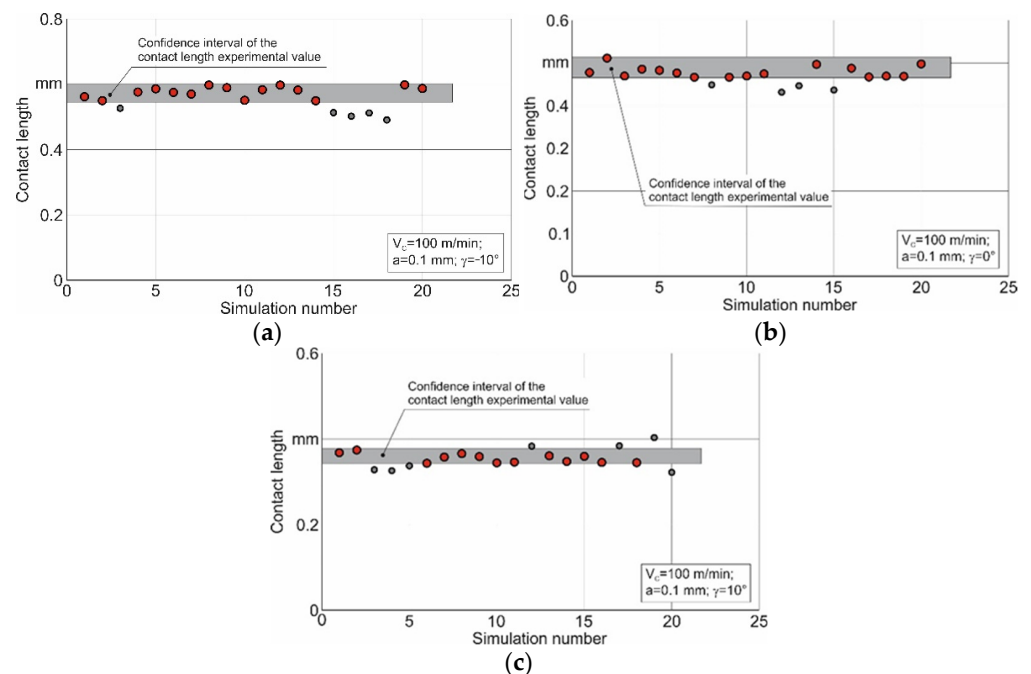 0.8
Confidence interval of the
contact length experimental value
mm
0.4
0.2
0
Contact length
V_C=100 m/min;
a=0.1 mm; γ=-10°
0 5 10 15 20 25
Simulation number
(a)
0.6
mm
0.4
0.2
0.2
0.1
0
Contact length
Confidence interval of the
contact length experimental value
V_C=100 m/min;
a=0.1 mm; γ=0°
0 5 10 15 20 25
Simulation number
(b)
0.6
Confidence interval of the
contact length experimental value
mm
0.2
0
Contact length
V_C=100 m/min;
a=0.1 mm; γ=10°
0 5 10 15 20 25
Simulation number
(c)